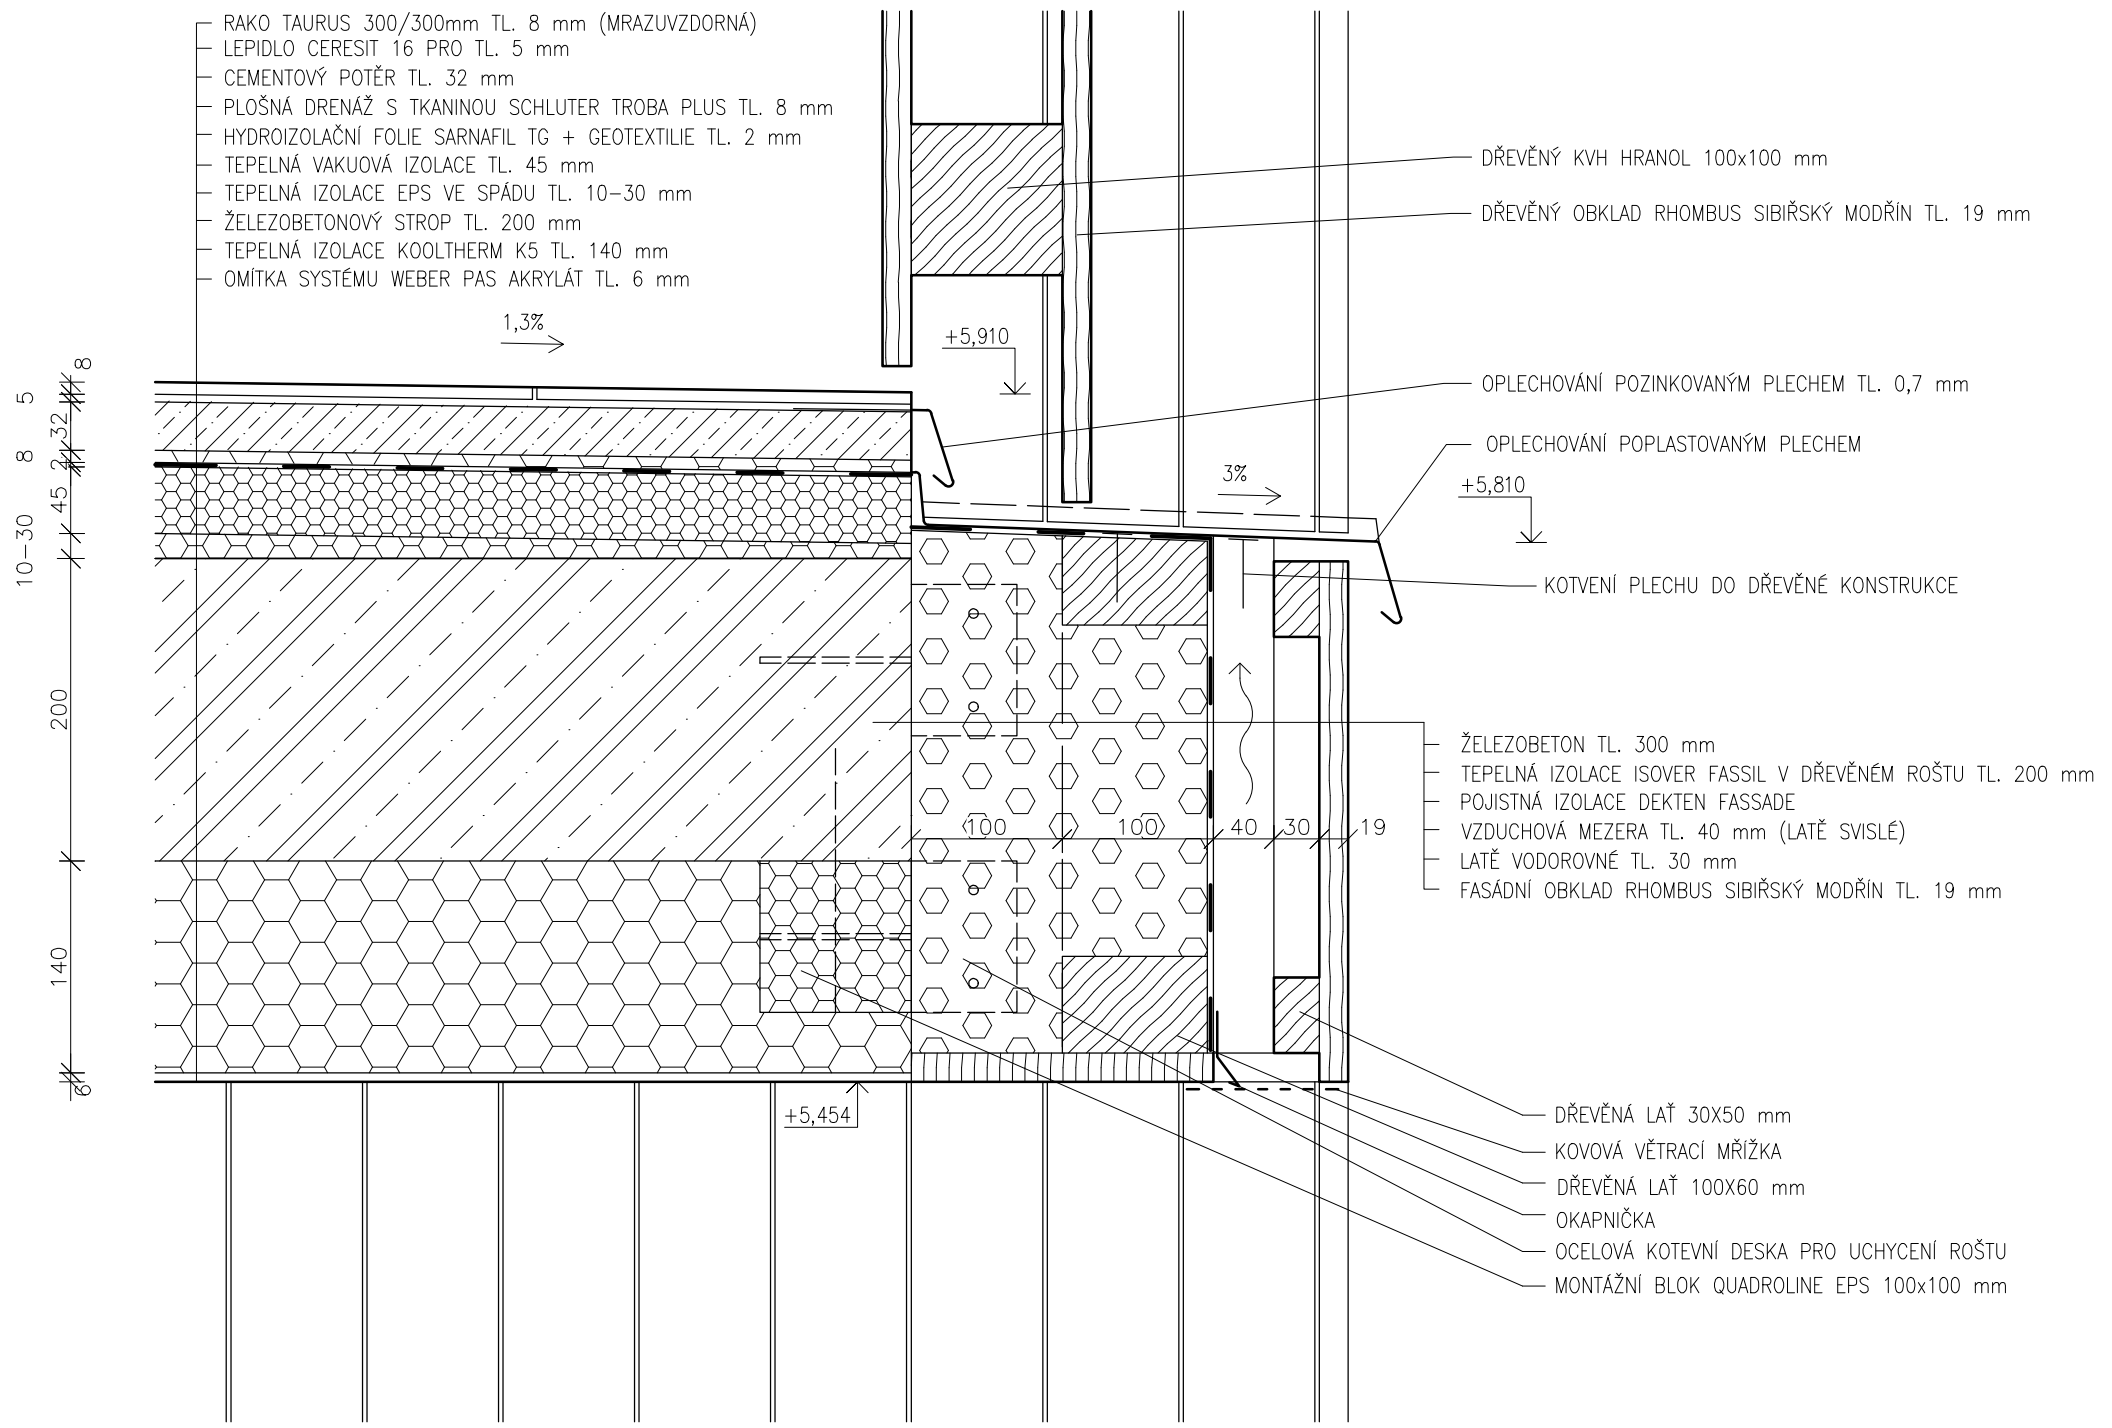 RAKO TAURUS 300/300mm TL. 8 mm (MRAZUVZDORNÁ)
LEPIDLO CERESIT 16 PRO TL. 5 mm
CEMENTOVÝ POTĚR TL. 32 mm
PLOŠNÁ DRENÁŽ S TKANINOU SCHLUTER TROBA PLUS TL. 8 mm
HYDROIZOLAČNÍ FOLIE SARNAFIL TG + GEOTEXTILIE TL. 2 mm
TEPELNÁ VAKUOVÁ IZOLACE TL. 45 mm
TEPELNÁ IZOLACE EPS VE SPÁDU TL. 10-30 mm
ŽELEZOBETONOVÝ STROP TL. 200 mm
TEPELNÁ IZOLACE KOOLTHERM K5 TL. 140 mm
OMÍTKA SYSTÉMU WEBER PAS AKRYLÁT TL. 6 mm
DŘEVĚNÝ KVH HRANOL 100x100 mm
DŘEVĚNÝ OBKLAD RHOMBUS SIBIŘSKÝ MODŘÍN TL. 19 mm
1,3%
+5,910
OPLECHOVÁNÍ POZINKOVANÝM PLECHEM TL. 0,7 mm
OPLECHOVÁNÍ POPLASTOVANÝM PLECHEM
3%
+5,810
KOTVENÍ PLECHU DO DŘEVĚNÉ KONSTRUKCE
8
5
32
8
2
45
10-30
200
140
6
ŽELEZOBETON TL. 300 mm
TEPELNÁ IZOLACE ISOVER FASSIL V DŘEVĚNÉM ROŠTU TL. 200 mm
POJISTNÁ IZOLACE DEKTEN FASSADE
VZDUCHOVÁ MEZERA TL. 40 mm (LATĚ SVISLÉ)
LATĚ VODOROVNÉ TL. 30 mm
FASÁDNÍ OBKLAD RHOMBUS SIBIŘSKÝ MODŘÍN TL. 19 mm
100 100 40 30 19
+5,454
DŘEVĚNÁ LAŤ 30X50 mm
KOVOVÁ VĚTRACÍ MŘÍŽKA
DŘEVĚNÁ LAŤ 100X60 mm
OKAPNIČKA
OCELOVÁ KOTEVNÍ DESKA PRO UCHYCENÍ ROŠTU
MONTÁŽNÍ BLOK QUADROLINE EPS 100x100 mm